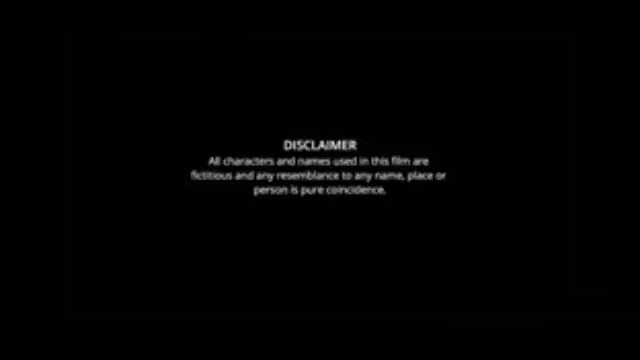 DISCLAIMER
All characters and names used in this film are
fictitious and any resemblance to any name, place or
person is pure coincidence.